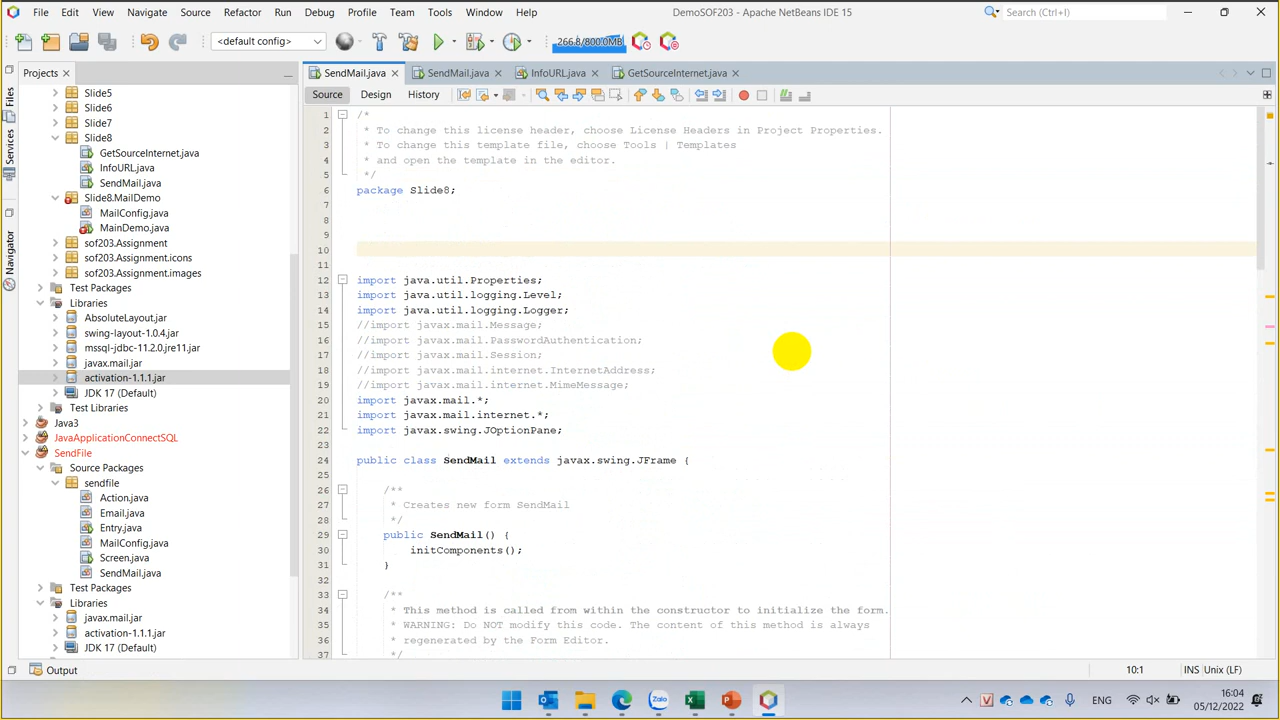 File Edit View Navigate Source Refactor Run Debug Profile Team Tools Window Help
DemoSOF203 - Apache NetBeans IDE 15
Search (Ctrl+I)
<default config>
266.8/800.0MB
Projects
SendMail.java
SendMail.java
InfoURL.java
GetSourceInternet.java
Source Design History
Files
Services
Navigator
Slide5
Slide6
Slide7
Slide8
GetSourceInternet.java
InfoURL.java
SendMail.java
Slide8.MailDemo
MailConfig.java
MainDemo.java
sof203.Assignment
sof203.Assignment.icons
sof203.Assignment.images
Test Packages
Libraries
AbsoluteLayout.jar
swing-layout-1.0.4.jar
mssql-jdbc-11.2.0.jre11.jar
javax.mail.jar
activation-1.1.1.jar
JDK 17 (Default)
Test Libraries
Java3
JavaApplicationConnectSQL
SendFile
Source Packages
sendfile
Action.java
Email.java
Entry.java
MailConfig.java
Screen.java
SendMail.java
Test Packages
Libraries
javax.mail.jar
activation-1.1.1.jar
JDK 17 (Default)
1 /*
2 * To change this license header, choose License Headers in Project Properties.
3 * To change this template file, choose Tools | Templates
4 * and open the template in the editor.
5 */
6 package Slide8;
7
8
9
10
11
12 import java.util.Properties;
13 import java.util.logging.Level;
14 import java.util.logging.Logger;
15 //import javax.mail.Message;
16 //import javax.mail.PasswordAuthentication;
17 //import javax.mail.Session;
18 //import javax.mail.internet.InternetAddress;
19 //import javax.mail.internet.MimeMessage;
20 import javax.mail.*;
21 import javax.mail.internet.*;
22 import javax.swing.JOptionPane;
23
24 public class SendMail extends javax.swing.JFrame {
25
26 /**
27 * Creates new form SendMail
28 */
29 public SendMail() {
30 initComponents();
31 }
32
33 /**
34 * This method is called from within the constructor to initialize the form.
35 * WARNING: Do NOT modify this code. The content of this method is always
36 * regenerated by the Form Editor.
37 */
Output
10:1 INS Unix (LF)
Zalo
ENG
16:04
05/12/2022